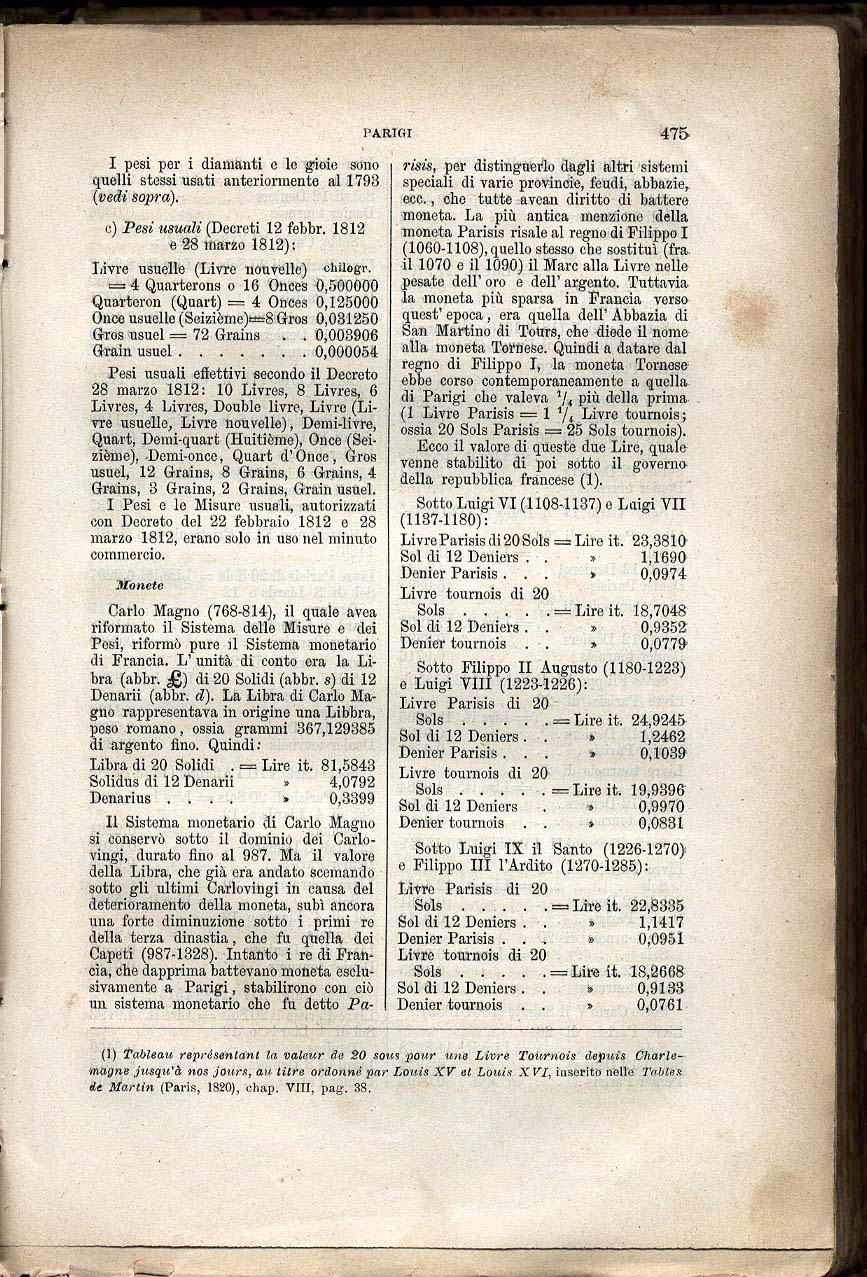 PARIGI
475
I pesi per i diamanti e le gioie sono
quelli stessi usati anteriormente al 1793
(vedi sopra).
c) Pesi usuali (Decreti 12 febbr. 1812
e 28 marzo 1812):
Livre usuelle (Livre nouvelle) chilogr.
= 4 Quarterons o 16 Onces 0,500000
Quarteron (Quart) = 4 Onces 0,125000
Once usuelle (Seizième)=8 Gros 0,031250
Gros usuel = 72 Grains . . 0,003906
Grain usuel . . . . . . . 0,000054
Pesi usuali effettivi secondo il Decreto
28 marzo 1812: 10 Livres, 8 Livres, 6
Livres, 4 Livres, Double livre, Livre (Li-
vre usuelle, Livre nouvelle), Demi-livre,
Quart, Demi-quart (Huitième), Once (Sei-
zième), Demi-once, Quart d'Once, Gros
usuel, 12 Grains, 8 Grains, 6 Grains, 4
Grains, 3 Grains, 2 Grains, Grain usuel.
I Pesi e le Misure usuali, autorizzati
con Decreto del 22 febbraio 1812 e 28
marzo 1812, erano solo in uso nel minuto
commercio.
Monete
Carlo Magno (768-814), il quale avea
riformato il Sistema delle Misure e dei
Pesi, riformò pure il Sistema monetario
di Francia. L' unità di conto era la Li-
bra (abbr. £) di 20 Solidi (abbr. s) di 12
Denarii (abbr. d). La Libra di Carlo Ma-
gno rappresentava in origine una Libbra,
peso romano, ossia grammi 367,129385
di argento fino. Quindi:
Libra di 20 Solidi . = Lire it. 81,5843
Solidus di 12 Denarii » 4,0792
Denarius . . . . » 0,3399
Il Sistema monetario di Carlo Magno
si conservò sotto il dominio dei Carlo-
vingi, durato fino al 987. Ma il valore
della Libra, che già era andato scemando
sotto gli ultimi Carlovingi in causa del
deterioramento della moneta, subì ancora
una forte diminuzione sotto i primi re
della terza dinastia, che fu quella dei
Capeti (987-1328). Intanto i re di Fran-
cia, che dapprima battevano moneta esclu-
sivamente a Parigi, stabilirono con ciò
un sistema monetario che fu detto Pa-
risis, per distinguerlo dagli altri sistemi
speciali di varie provincie, feudi, abbazie,
ecc., che tutte avean diritto di battere
moneta. La più antica menzione della
moneta Parisis risale al regno di Filippo I
(1060-1108), quello stesso che sostituì (fra
il 1070 e il 1090) il Marc alla Livre nelle
pesate dell' oro e dell' argento. Tuttavia
la moneta più sparsa in Francia verso
quest' epoca, era quella dell' Abbazia di
San Martino di Tours, che diede il nome
alla moneta Tornese. Quindi a datare dal
regno di Filippo I, la moneta Tornese
ebbe corso contemporaneamente a quella
di Parigi che valeva 1/4 più della prima
(1 Livre Parisis = 1 1/4 Livre tournois;
ossia 20 Sols Parisis = 25 Sols tournois).
Ecco il valore di queste due Lire, quale
venne stabilito di poi sotto il governo
della repubblica francese (1).
Sotto Luigi VI (1108-1137) e Luigi VII
(1137-1180):
Livre Parisis di 20 Sols = Lire it. 23,3810
Sol di 12 Deniers . . » 1,1690
Denier Parisis . . . » 0,0974
Livre tournois di 20
Sols . . . . . = Lire it. 18,7048
Sol di 12 Deniers . . » 0,9352
Denier tournois . . » 0,0779
Sotto Filippo II Augusto (1180-1223)
e Luigi VIII (1223-1226):
Livre Parisis di 20
Sols . . . . . = Lire it. 24,9245
Sol di 12 Deniers . . » 1,2462
Denier Parisis . . . » 0,1039
Livre tournois di 20
Sols . . . . . = Lire it. 19,9396
Sol di 12 Deniers . » 0,9970
Denier tournois . . » 0,0831
Sotto Luigi IX il Santo (1226-1270)
e Filippo III l'Ardito (1270-1285):
Livre Parisis di 20
Sols . . . . . = Lire it. 22,8335
Sol di 12 Deniers . . » 1,1417
Denier Parisis . . . » 0,0951
Livre tournois di 20
Sols . . . . . = Lire it. 18,2668
Sol di 12 Deniers . . » 0,9133
Denier tournois . . » 0,0761
(1) Tableau représentant la valeur de 20 sous pour une Livre Tournois depuis Charle-
magne jusqu'à nos jours, au titre ordonné par Louis XV et Louis XVI, inserito nelle Tables
de Martin (Paris, 1820), chap. VIII, pag. 38.